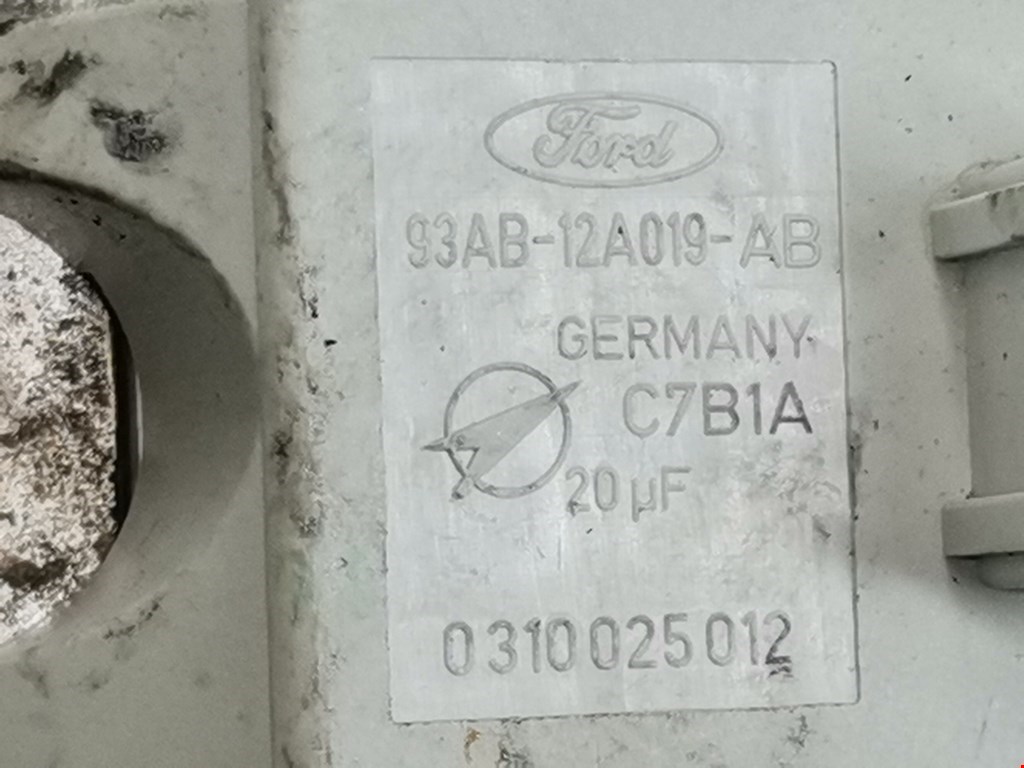 Ford
93AB-12A019-AB
GERMANY
C7B1A
20 µF
0310025012